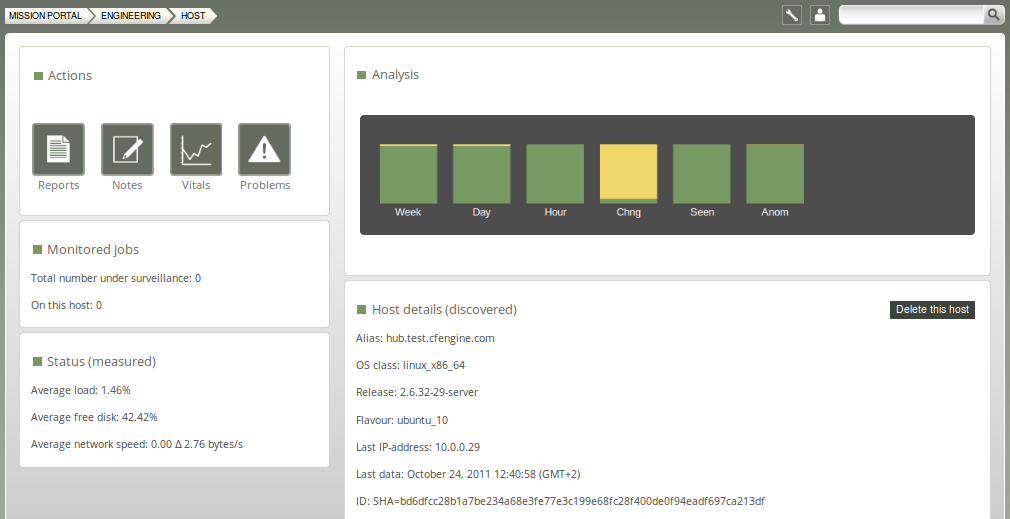 MISSION PORTAL ENGINEERING HOST
Actions
Reports Notes Vitals Problems
Monitored jobs
Total number under surveillance: 0
On this host: 0
Status (measured)
Average load: 1.46%
Average free disk: 42.42%
Average network speed: 0.00 Δ 2.76 bytes/s
Analysis
Week Day Hour Chng Seen Anom
Host details (discovered)
Delete this host
Alias: hub.test.cfengine.com
OS class: linux_x86_64
Release: 2.6.32-29-server
Flavour: ubuntu_10
Last IP-address: 10.0.0.29
Last data: October 24, 2011 12:40:58 (GMT+2)
ID: SHA=bd6dfcc28b1a7be234a68e3fe77e3c199e68fc28f400de0f94eadf697ca213df